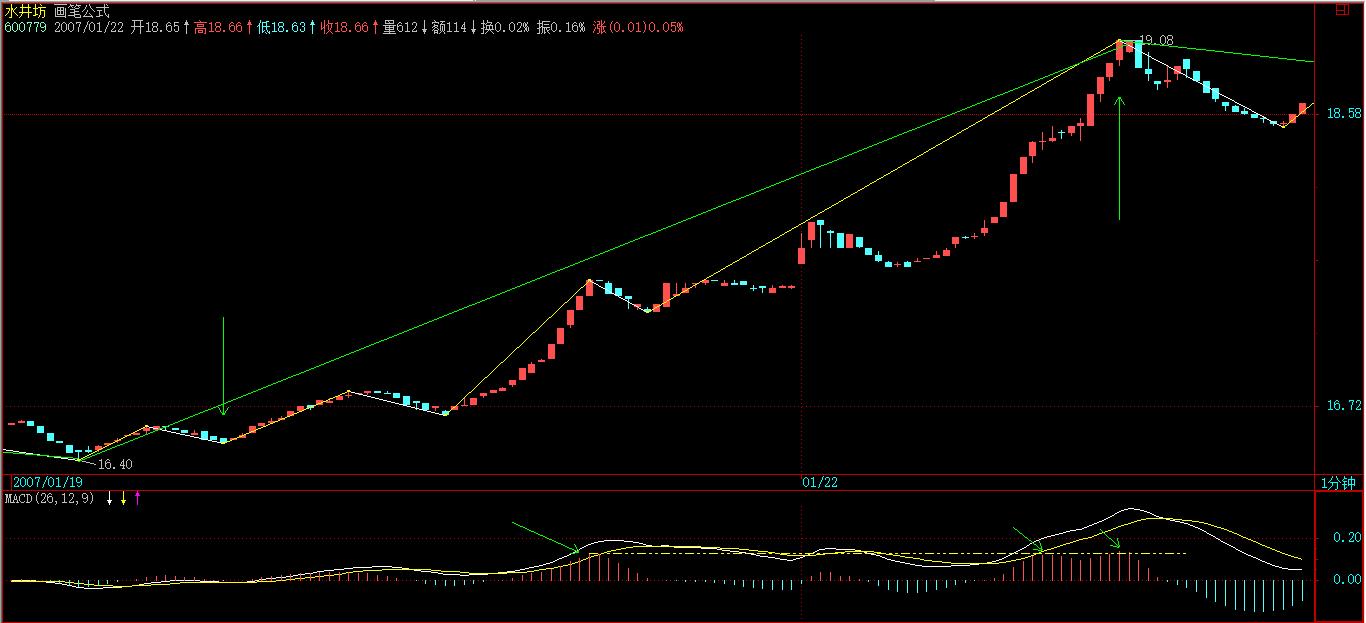 水井坊 画笔公式
600779 2007/01/22 开18.65↑高18.66↑低18.63↑收18.66↑量612↓额114↓换0.02% 振0.16% 涨(0.01)0.05%
19.08
18.58
16.72
16.40
2007/01/19
01/22
1分钟
MACD(26,12,9) ↓ ↓ ↑
0.20
0.00